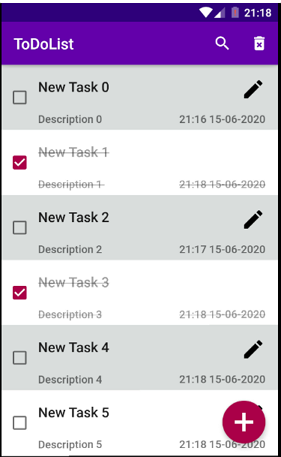 21:18
ToDoList
New Task 0
Description 0 21:16 15-06-2020
New Task 1
Description 1 21:18 15-06-2020
New Task 2
Description 2 21:17 15-06-2020
New Task 3
Description 3 21:18 15-06-2020
New Task 4
Description 4 21:18 15-06-2020
New Task 5
Description 5 21:18 15-06-2020